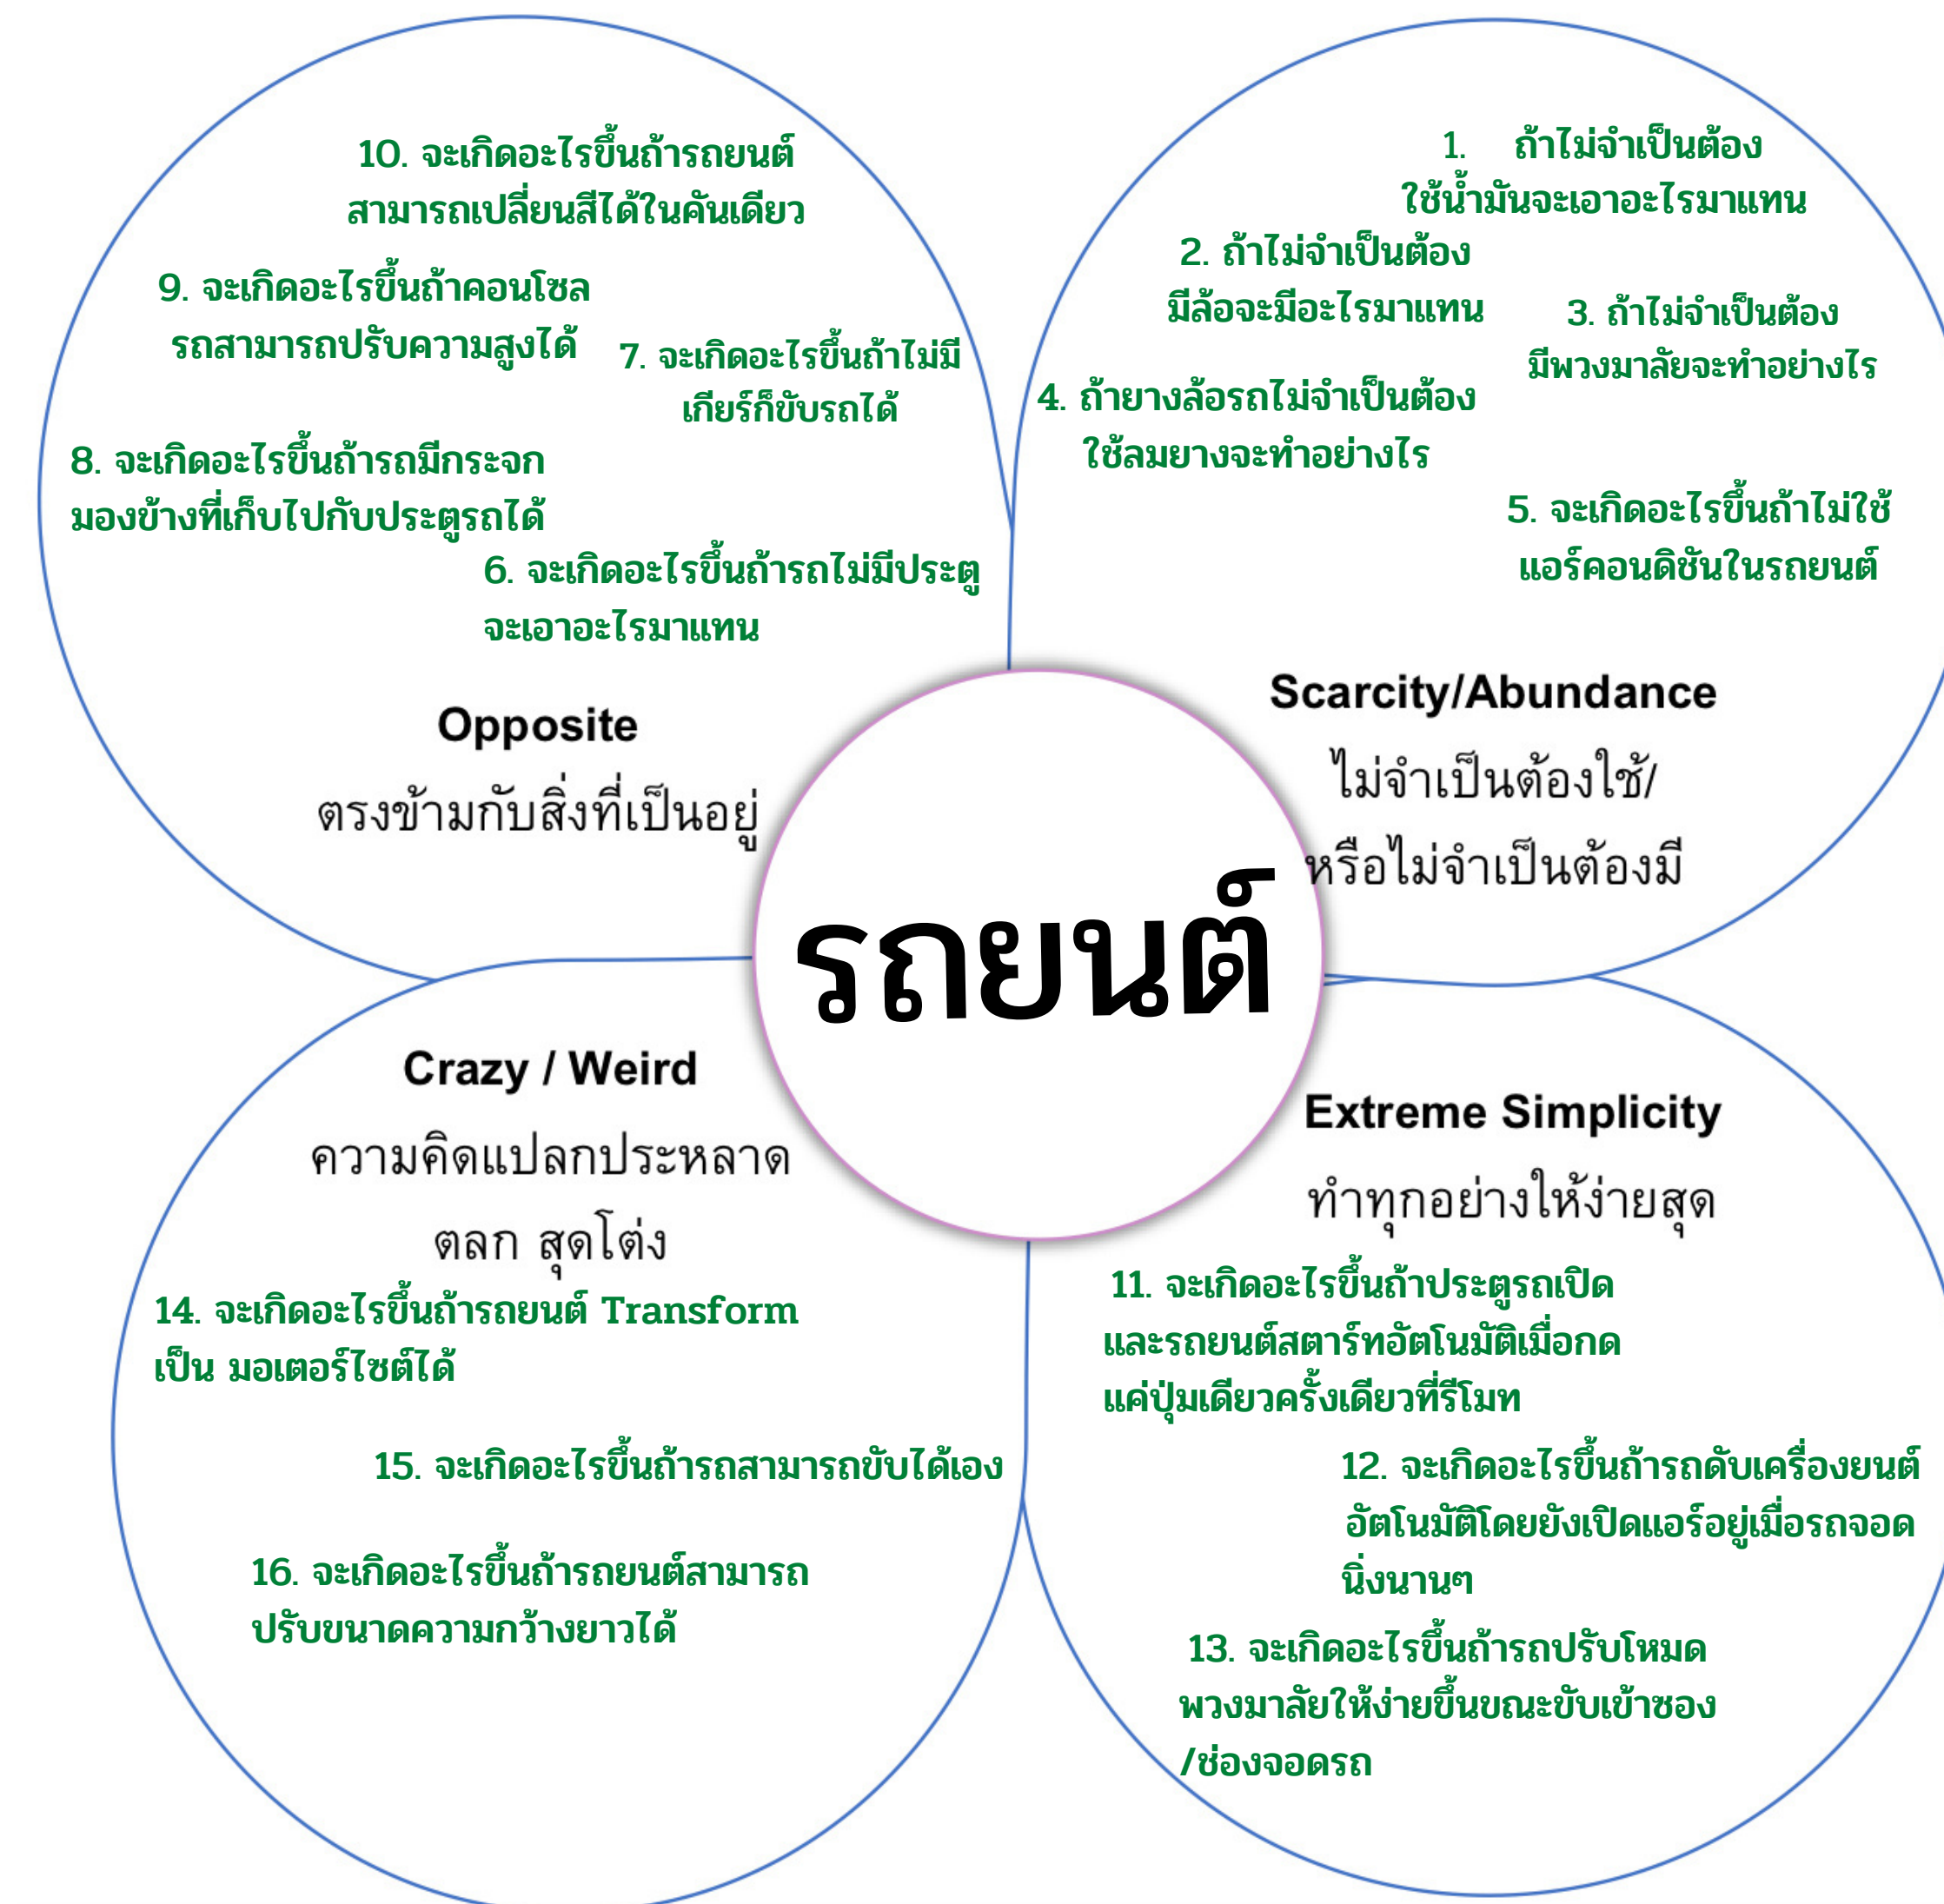 10. จะเกิดอะไรขึ้นถ้ารถยนต์
สามารถเปลี่ยนสีได้ในคันเดียว
9. จะเกิดอะไรขึ้นถ้าคอนโซล
รถสามารถปรับความสูงได้
7. จะเกิดอะไรขึ้นถ้าไม่มี
เกียร์ก็ขับรถได้
8. จะเกิดอะไรขึ้นถ้ารถมีกระจก
มองข้างที่เก็บไปกับประตูรถได้
6. จะเกิดอะไรขึ้นถ้ารถไม่มีประตู
จะเอาอะไรมาแทน
Opposite
ตรงข้ามกับสิ่งที่เป็นอยู่
1. ถ้าไม่จำเป็นต้อง
ใช้น้ำมันจะเอาอะไรมาแทน
2. ถ้าไม่จำเป็นต้อง
มีล้อจะมีอะไรมาแทน
3. ถ้าไม่จำเป็นต้อง
มีพวงมาลัยจะทำอย่างไร
4. ถ้ายางล้อรถไม่จำเป็นต้อง
ใช้ลมยางจะทำอย่างไร
5. จะเกิดอะไรขึ้นถ้าไม่ใช้
แอร์คอนดิชันในรถยนต์
Scarcity/Abundance
ไม่จำเป็นต้องใช้/
หรือไม่จำเป็นต้องมี
รถยนต์
Crazy / Weird
ความคิดแปลกประหลาด
ตลก สุดโต่ง
14. จะเกิดอะไรขึ้นถ้ารถยนต์ Transform
เป็น มอเตอร์ไซต์ได้
15. จะเกิดอะไรขึ้นถ้ารถสามารถขับได้เอง
16. จะเกิดอะไรขึ้นถ้ารถยนต์สามารถ
ปรับขนาดความกว้างยาวได้
Extreme Simplicity
ทำทุกอย่างให้ง่ายสุด
11. จะเกิดอะไรขึ้นถ้าประตูรถเปิด
และรถยนต์สตาร์ทอัตโนมัติเมื่อกด
แค่ปุ่มเดียวครั้งเดียวที่รีโมท
12. จะเกิดอะไรขึ้นถ้ารถดับเครื่องยนต์
อัตโนมัติโดยยังเปิดแอร์อยู่เมื่อรถจอด
นิ่งนานๆ
13. จะเกิดอะไรขึ้นถ้ารถปรับโหมด
พวงมาลัยให้ง่ายขึ้นขณะขับเข้าซอง
/ช่องจอดรถ